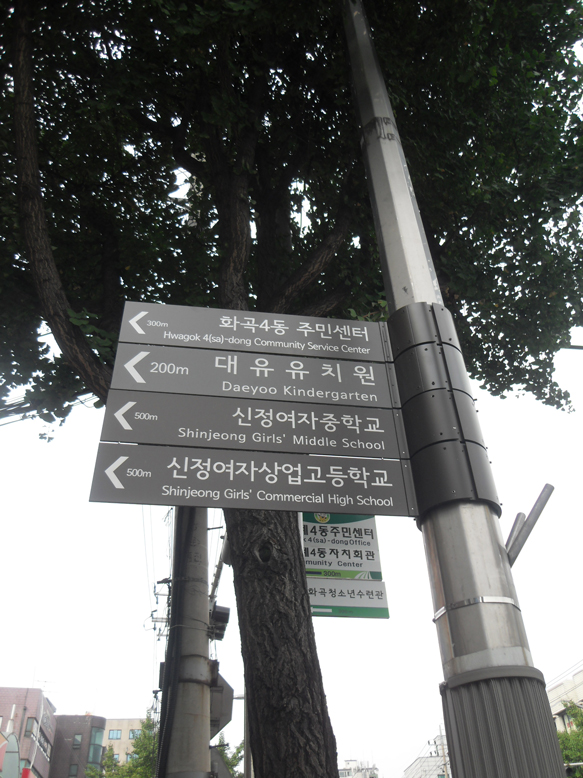 300m
화곡4동 주민센터
Hwagok 4(sa)-dong Community Service Center
200m
대유유치원
Daeyoo Kindergarten
500m
신정여자중학교
Shinjeong Girls' Middle School
500m
신정여자상업고등학교
Shinjeong Girls' Commercial High School
4동주민센터
4(sa)-dong Office
4동자치회관
Center
300m
화곡청소년수련관